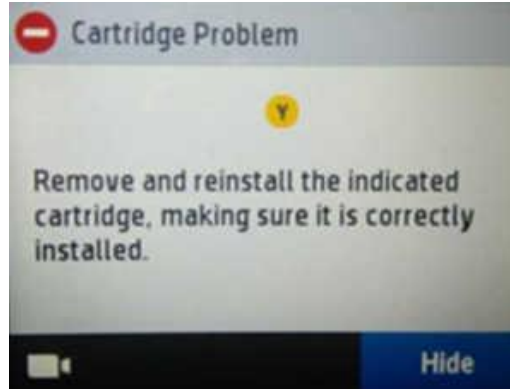 Cartridge Problem
Y
Remove and reinstall the indicated
cartridge, making sure it is correctly
installed.
Hide